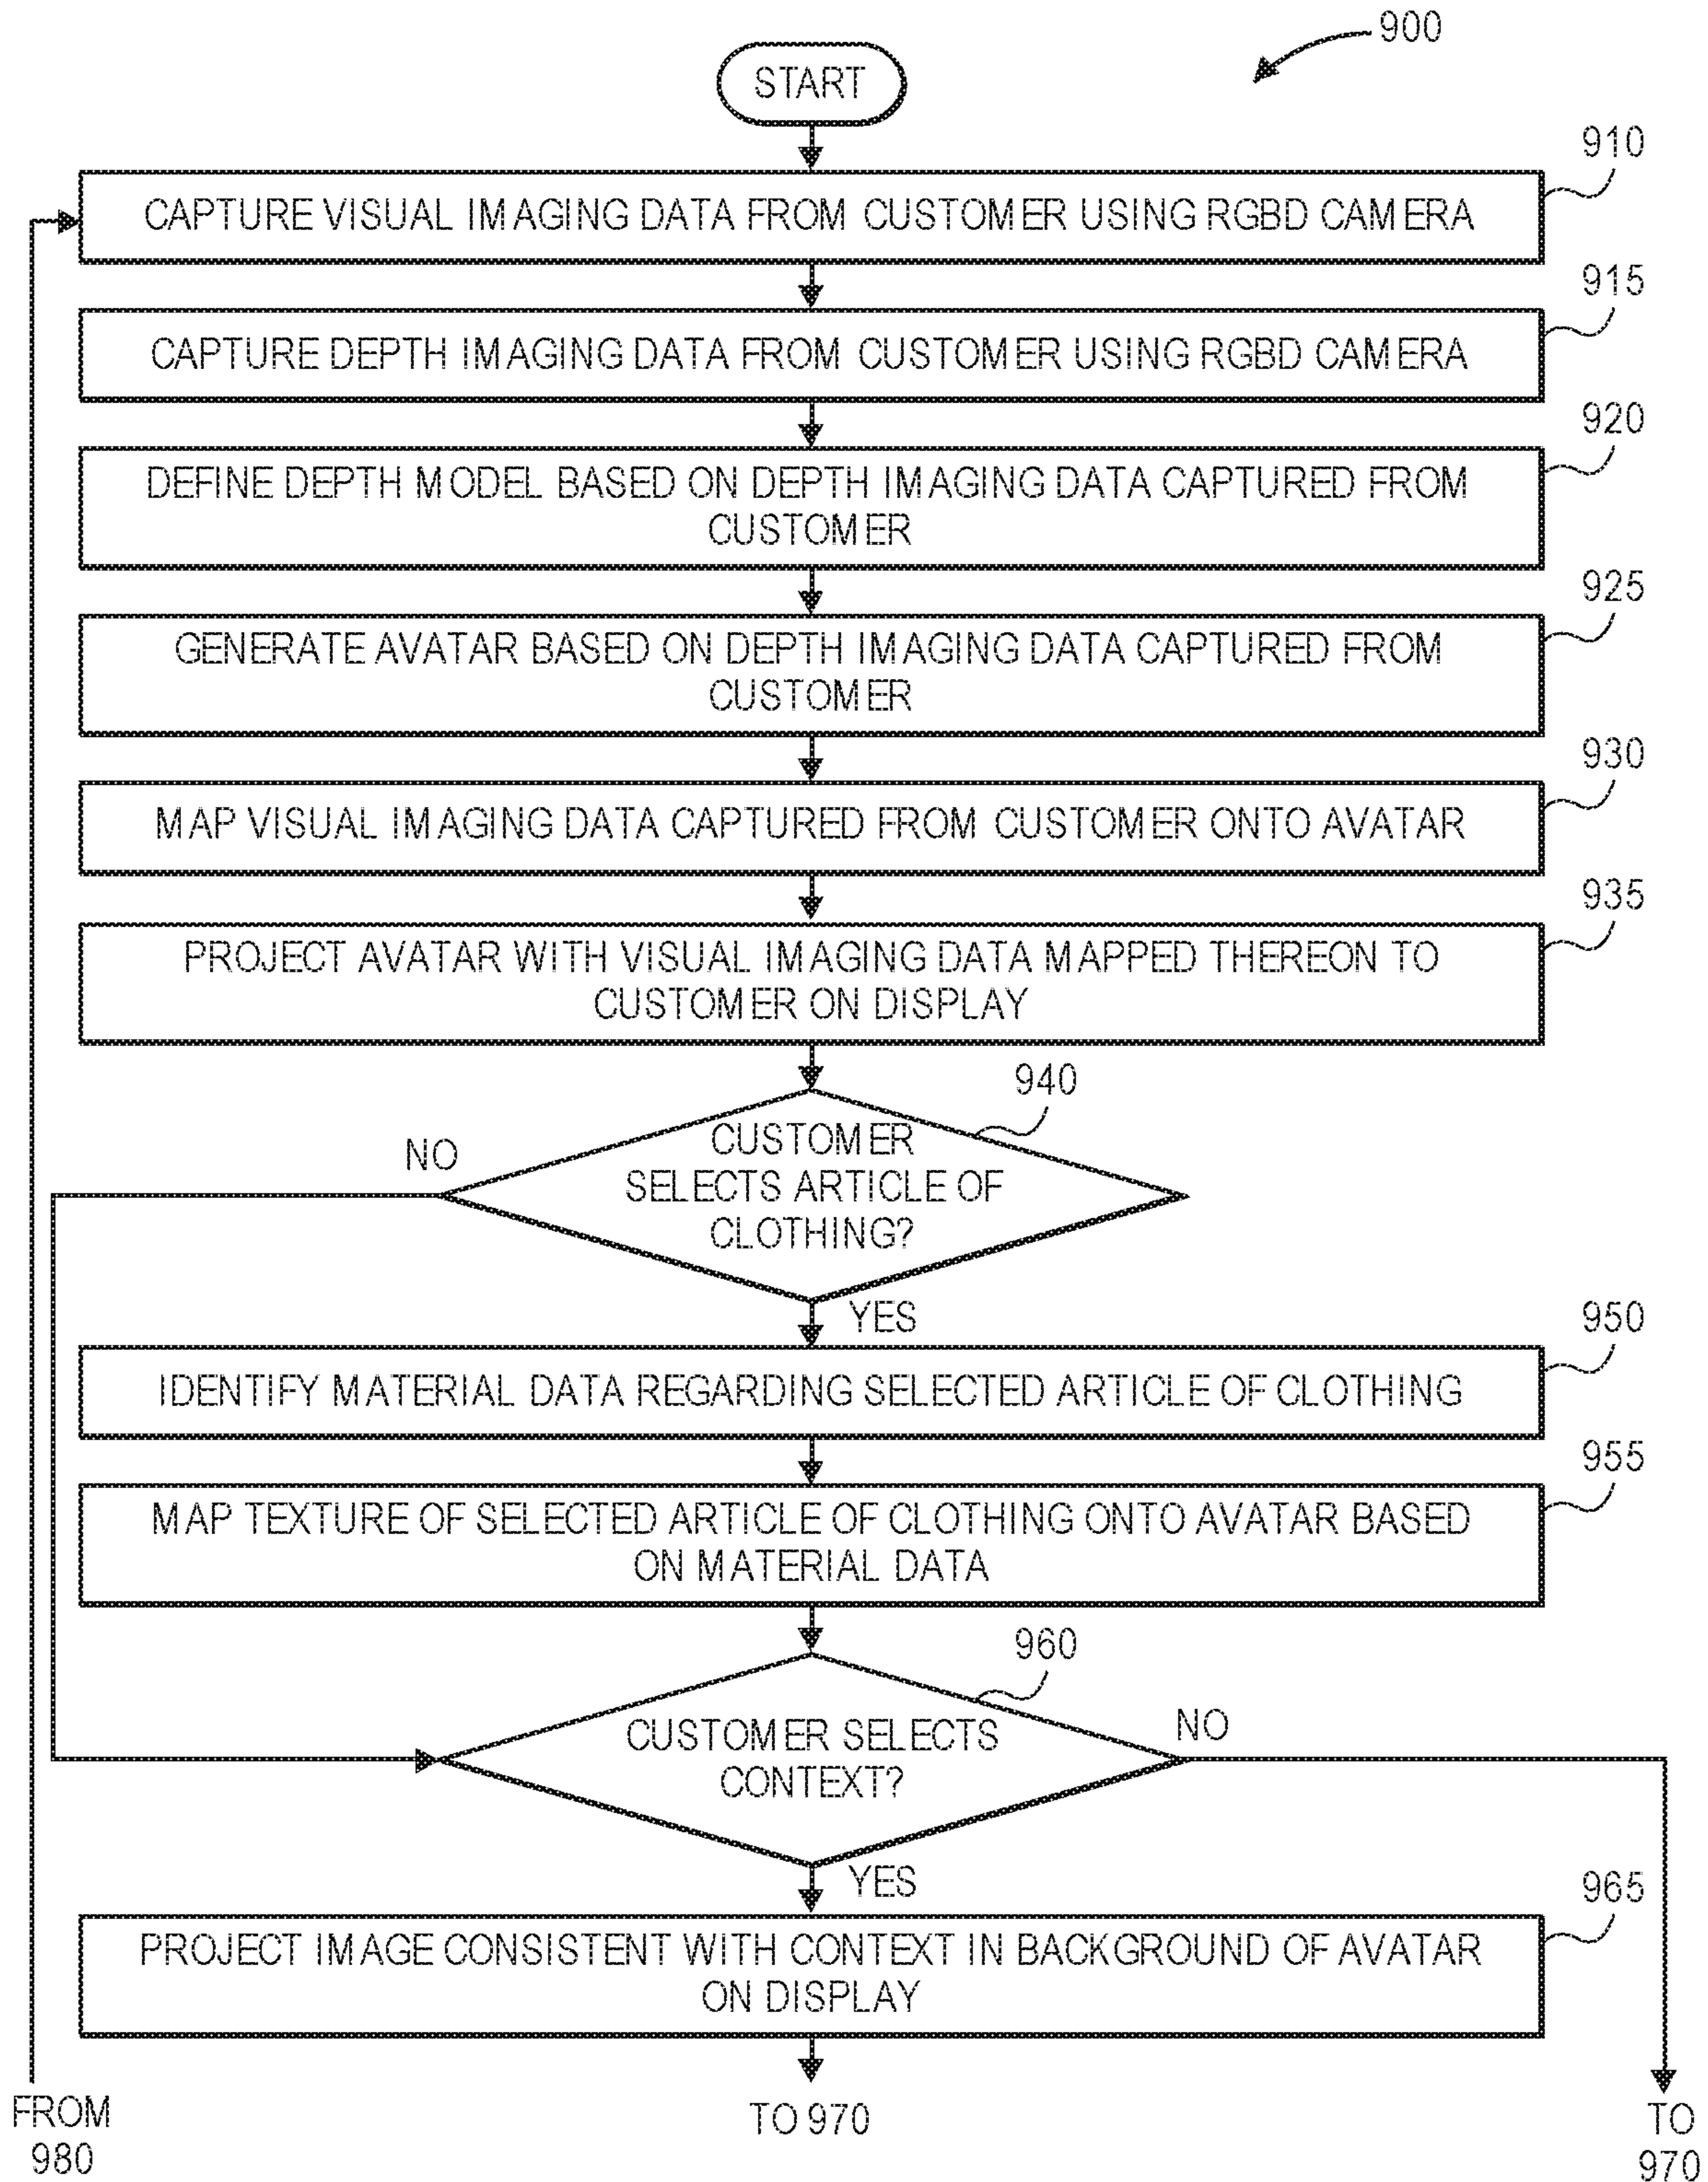 900
START
910
CAPTURE VISUAL IMAGING DATA FROM CUSTOMER USING RGBD CAMERA
915
CAPTURE DEPTH IMAGING DATA FROM CUSTOMER USING RGBD CAMERA
920
DEFINE DEPTH MODEL BASED ON DEPTH IMAGING DATA CAPTURED FROM
CUSTOMER
925
GENERATE AVATAR BASED ON DEPTH IMAGING DATA CAPTURED FROM
CUSTOMER
930
MAP VISUAL IMAGING DATA CAPTURED FROM CUSTOMER ONTO AVATAR
935
PROJECT AVATAR WITH VISUAL IMAGING DATA MAPPED THEREON TO
CUSTOMER ON DISPLAY
940
NO
CUSTOMER
SELECTS ARTICLE OF
CLOTHING?
YES
950
IDENTIFY MATERIAL DATA REGARDING SELECTED ARTICLE OF CLOTHING
955
MAP TEXTURE OF SELECTED ARTICLE OF CLOTHING ONTO AVATAR BASED
ON MATERIAL DATA
960
CUSTOMER SELECTS
CONTEXT?
NO
YES
965
PROJECT IMAGE CONSISTENT WITH CONTEXT IN BACKGROUND OF AVATAR
ON DISPLAY
FROM
980
TO 970
TO
970